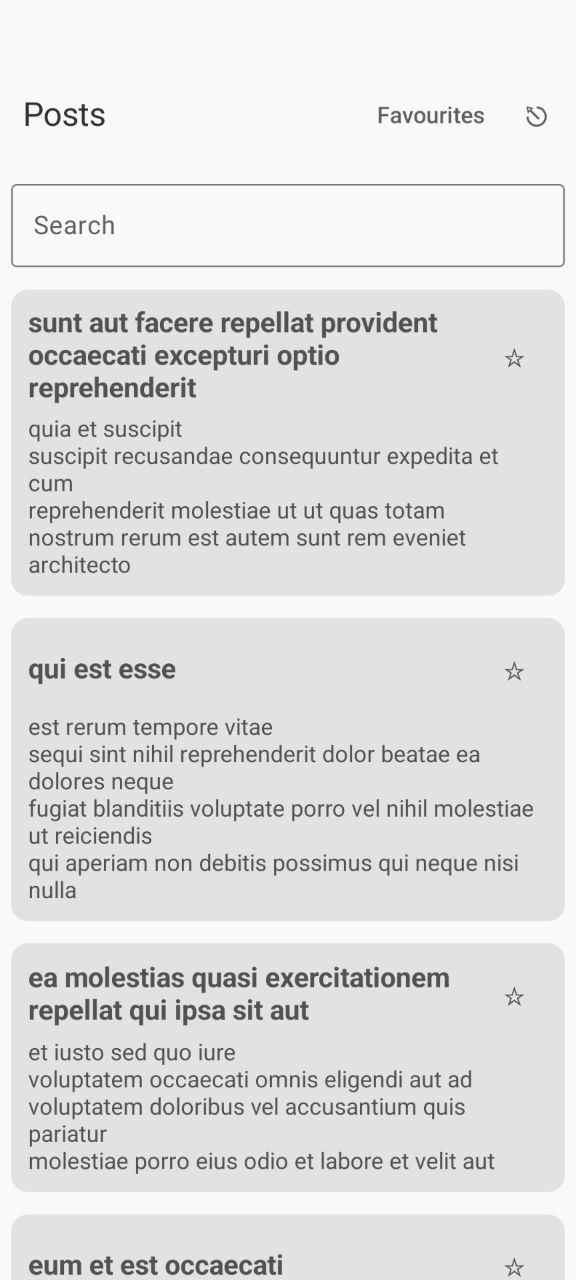 Posts
Favourites
Search
sunt aut facere repellat provident
occaecati excepturi optio
reprehenderit
quia et suscipit
suscipit recusandae consequuntur expedita et
cum
reprehenderit molestiae ut ut quas totam
nostrum rerum est autem sunt rem eveniet
architecto
qui est esse
est rerum tempore vitae
sequi sint nihil reprehenderit dolor beatae ea
dolores neque
fugiat blanditiis voluptate porro vel nihil molestiae
ut reiciendis
qui aperiam non debitis possimus qui neque nisi
nulla
ea molestias quasi exercitationem
repellat qui ipsa sit aut
et iusto sed quo iure
voluptatem occaecati omnis eligendi aut ad
voluptatem doloribus vel accusantium quis
pariatur
molestiae porro eius odio et labore et velit aut
eum et est occaecati